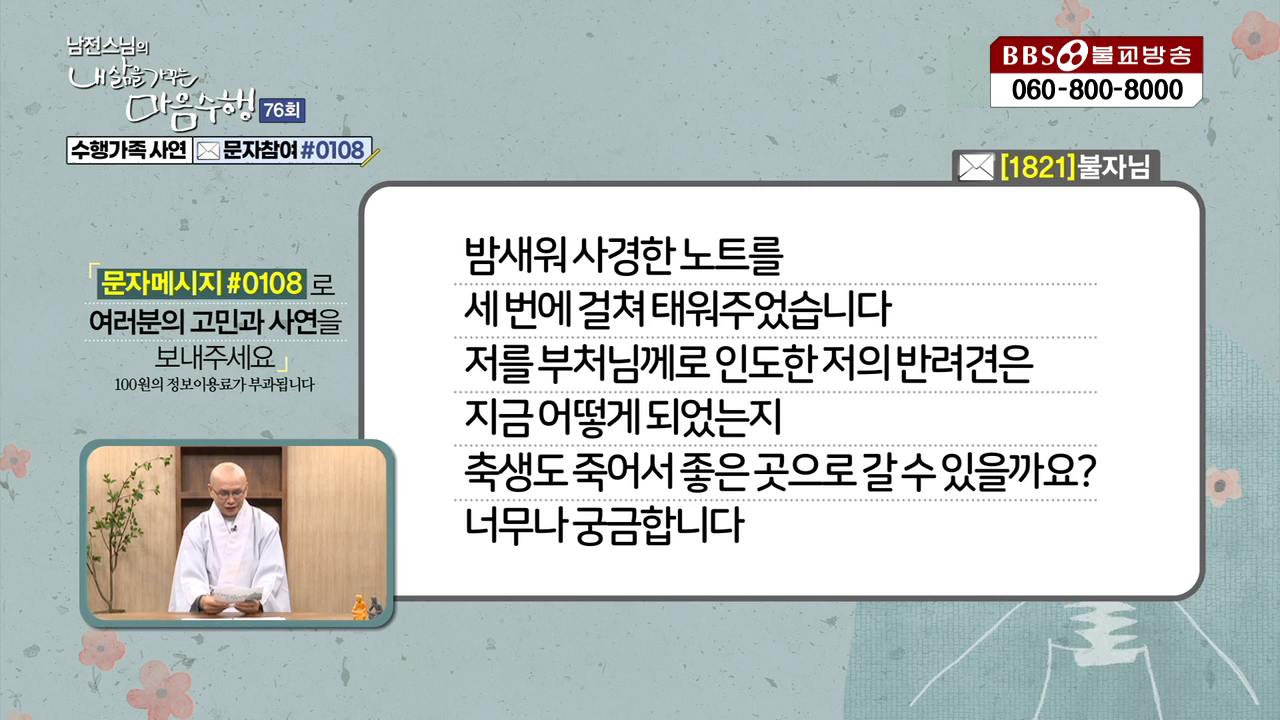 남전스님의
내 삶을 가꾸는
마음수행 76회
수행가족 사연 문자참여 #0108
BBS 불교방송
060-800-8000
[1821]불자님
「문자메시지 #0108 로
여러분의 고민과 사연을
보내주세요」
100원의 정보이용료가 부과됩니다
밤새워 사경한 노트를
세 번에 걸쳐 태워주었습니다
저를 부처님께로 인도한 저의 반려견은
지금 어떻게 되었는지
축생도 죽어서 좋은 곳으로 갈 수 있을까요?
너무나 궁금합니다